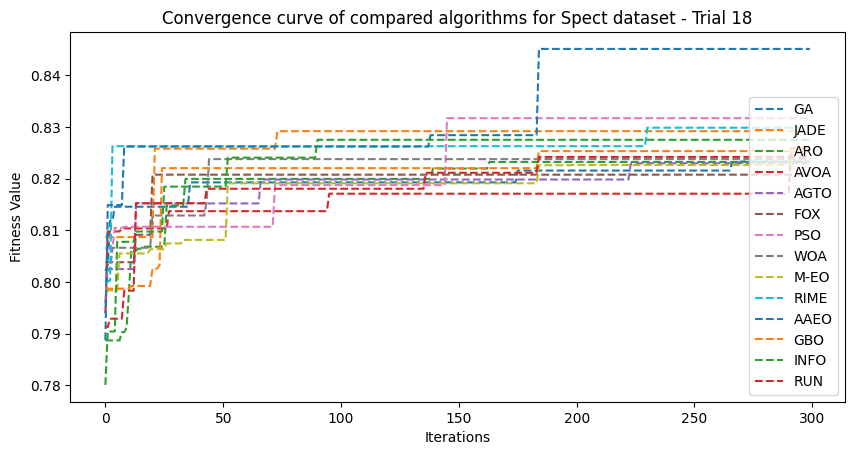 Convergence curve of compared algorithms for Spect dataset - Trial 18
Fitness Value
0.84
0.83
0.82
0.81
0.80
0.79
0.78
0
50
100
150
200
250
300
Iterations
GA
JADE
ARO
AVOA
AGTO
FOX
PSO
WOA
M-EO
RIME
AAEO
GBO
INFO
RUN